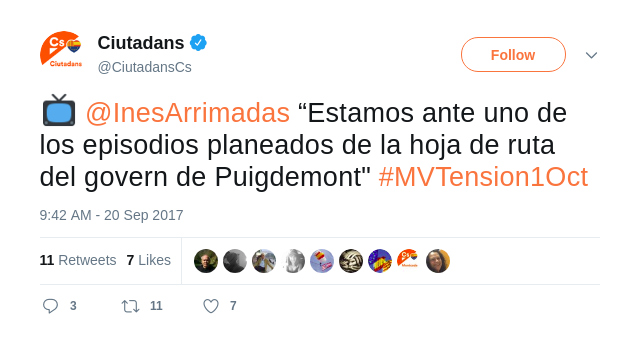 Cs
Ciutadans
Ciutadans
@CiutadansCs
Follow
@InesArrimadas “Estamos ante uno de
los episodios planeados de la hoja de ruta
del govern de Puigdemont" #MVTension1Oct
9:42 AM - 20 Sep 2017
11 Retweets 7 Likes
3 11 7